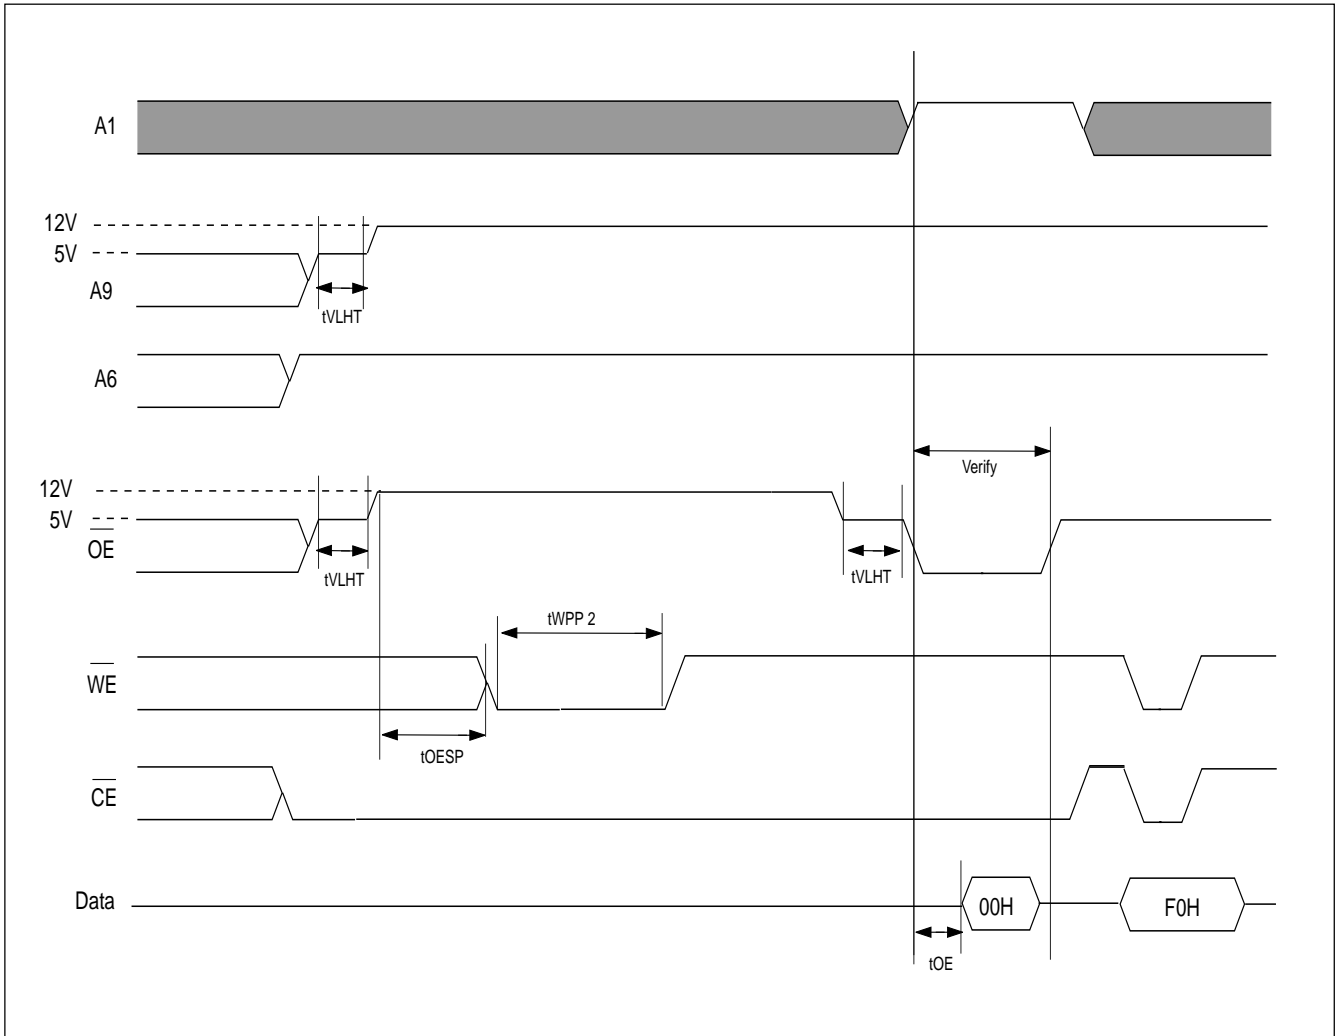 A1
12V
5V
A9
tVLHT
A6
Verify
12V
5V
OE
tVLHT
tVLHT
tWPP 2
WE
tOESP
CE
Data
00H
F0H
tOE